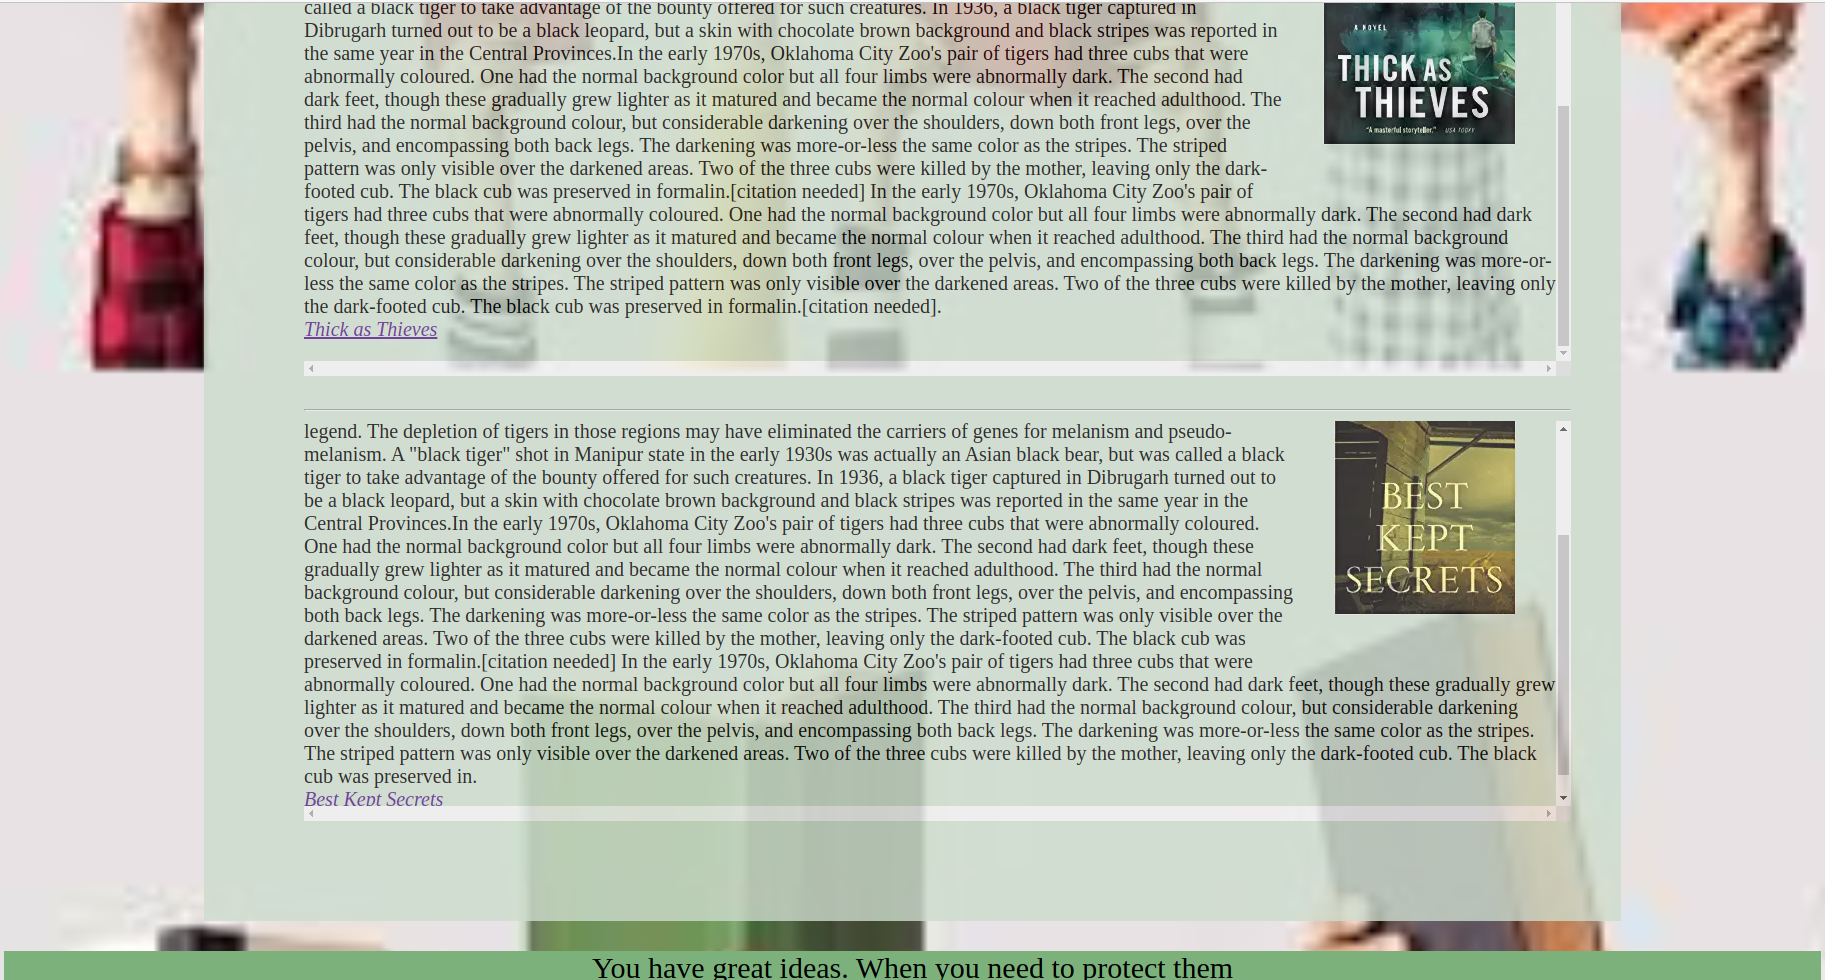 called a black tiger to take advantage of the bounty offered for such creatures. In 1936, a black tiger captured in
Dibrugarh turned out to be a black leopard, but a skin with chocolate brown background and black stripes was reported in
the same year in the Central Provinces.In the early 1970s, Oklahoma City Zoo's pair of tigers had three cubs that were
abnormally coloured. One had the normal background color but all four limbs were abnormally dark. The second had
dark feet, though these gradually grew lighter as it matured and became the normal colour when it reached adulthood. The
third had the normal background colour, but considerable darkening over the shoulders, down both front legs, over the
pelvis, and encompassing both back legs. The darkening was more-or-less the same color as the stripes. The striped
pattern was only visible over the darkened areas. Two of the three cubs were killed by the mother, leaving only the dark-
footed cub. The black cub was preserved in formalin.[citation needed] In the early 1970s, Oklahoma City Zoo's pair of
tigers had three cubs that were abnormally coloured. One had the normal background color but all four limbs were abnormally dark. The second had dark
feet, though these gradually grew lighter as it matured and became the normal colour when it reached adulthood. The third had the normal background
colour, but considerable darkening over the shoulders, down both front legs, over the pelvis, and encompassing both back legs. The darkening was more-or-
less the same color as the stripes. The striped pattern was only visible over the darkened areas. Two of the three cubs were killed by the mother, leaving only
the dark-footed cub. The black cub was preserved in formalin.[citation needed].
Thick as Thieves
A NOVEL
THICK AS
THIEVES
"A masterful storyteller." USA TODAY
legend. The depletion of tigers in those regions may have eliminated the carriers of genes for melanism and pseudo-
melanism. A "black tiger" shot in Manipur state in the early 1930s was actually an Asian black bear, but was called a black
tiger to take advantage of the bounty offered for such creatures. In 1936, a black tiger captured in Dibrugarh turned out to
be a black leopard, but a skin with chocolate brown background and black stripes was reported in the same year in the
Central Provinces.In the early 1970s, Oklahoma City Zoo's pair of tigers had three cubs that were abnormally coloured.
One had the normal background color but all four limbs were abnormally dark. The second had dark feet, though these
gradually grew lighter as it matured and became the normal colour when it reached adulthood. The third had the normal
background colour, but considerable darkening over the shoulders, down both front legs, over the pelvis, and encompassing
both back legs. The darkening was more-or-less the same color as the stripes. The striped pattern was only visible over the
darkened areas. Two of the three cubs were killed by the mother, leaving only the dark-footed cub. The black cub was
preserved in formalin.[citation needed] In the early 1970s, Oklahoma City Zoo's pair of tigers had three cubs that were
abnormally coloured. One had the normal background color but all four limbs were abnormally dark. The second had dark feet, though these gradually grew
lighter as it matured and became the normal colour when it reached adulthood. The third had the normal background colour, but considerable darkening
over the shoulders, down both front legs, over the pelvis, and encompassing both back legs. The darkening was more-or-less the same color as the stripes.
The striped pattern was only visible over the darkened areas. Two of the three cubs were killed by the mother, leaving only the dark-footed cub. The black
cub was preserved in.
Best Kept Secrets
BEST
KEPT
SECRETS
You have great ideas. When you need to protect them